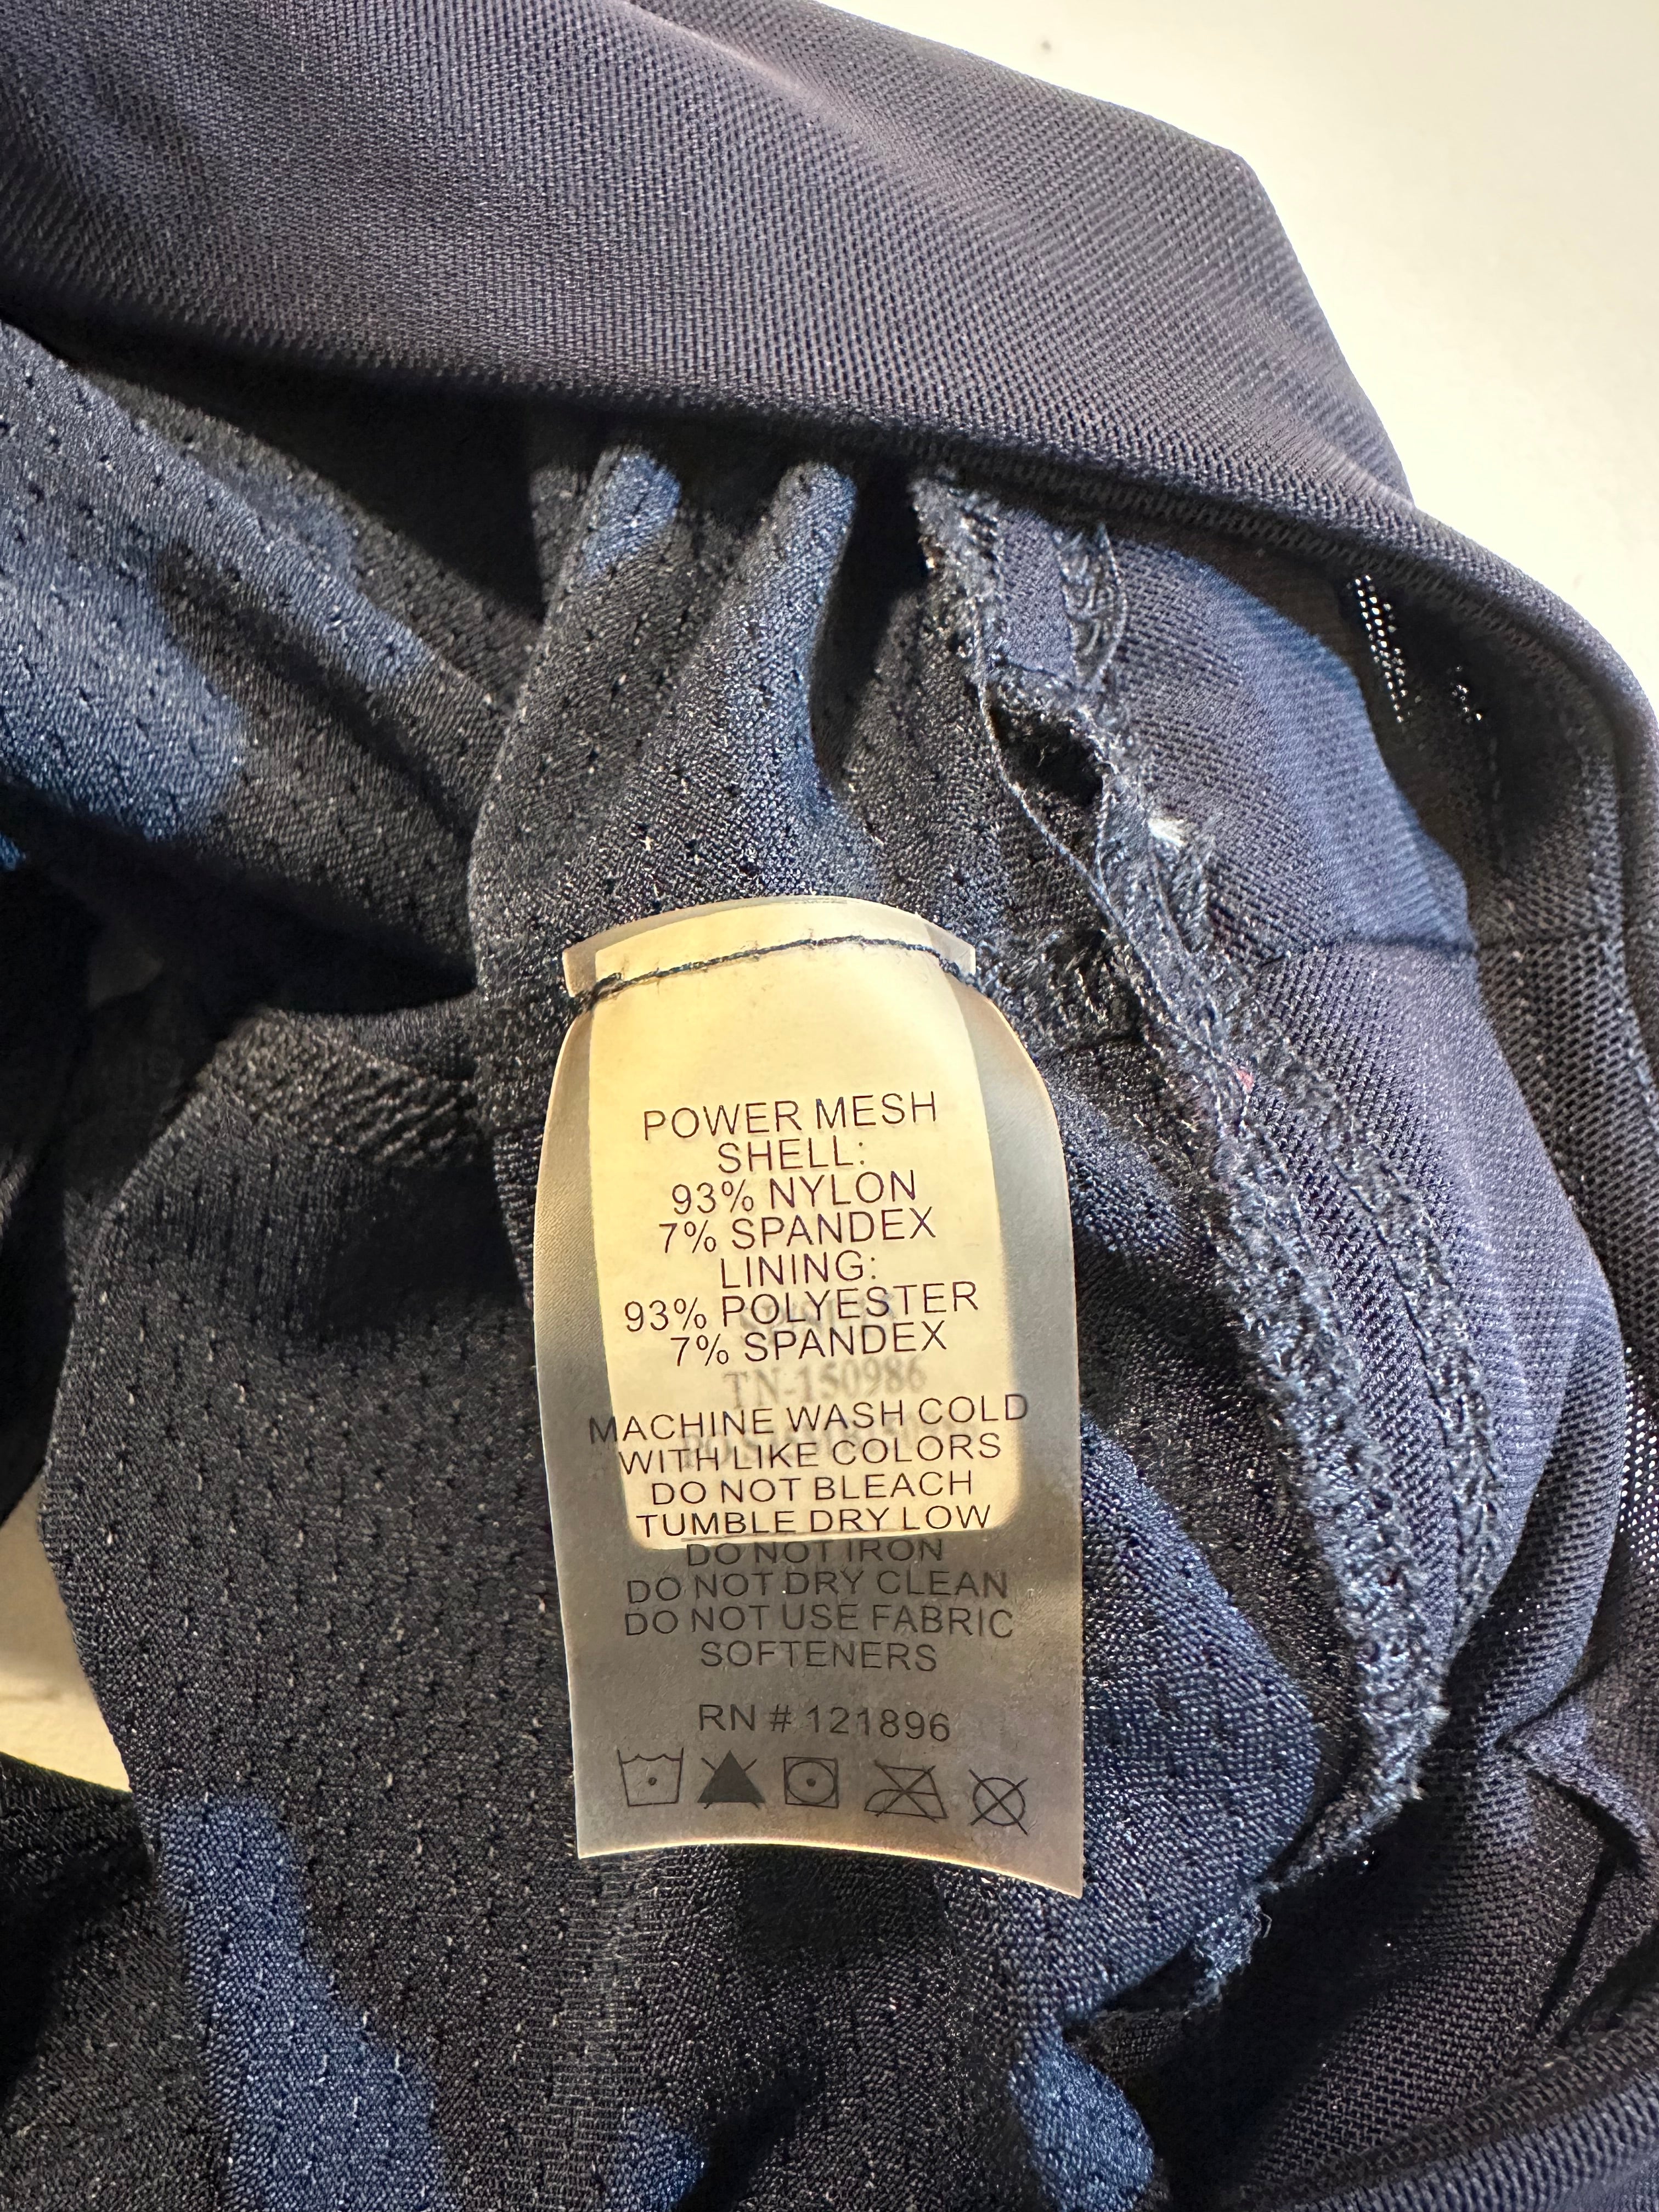 POWER MESH
SHELL:
93% NYLON
7% SPANDEX
LINING:
93% POLYESTER
7% SPANDEX
TN-150986
MACHINE WASH COLD
WITH LIKE COLORS
DO NOT BLEACH
TUMBLE DRY LOW
DO NOT IRON
DO NOT DRY CLEAN
DO NOT USE FABRIC
SOFTENERS
RN # 121896